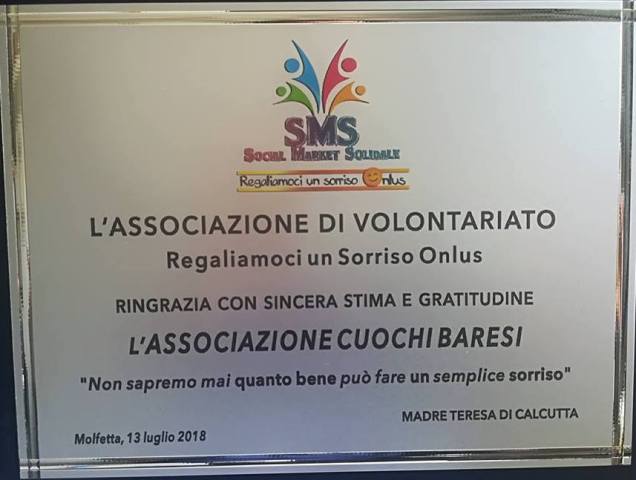 SMS
SOCIAL MARKET SOLIDALE
Regaliamoci un sorriso Onlus
L'ASSOCIAZIONE DI VOLONTARIATO
Regaliamoci un Sorriso Onlus
RINGRAZIA CON SINCERA STIMA E GRATITUDINE
L'ASSOCIAZIONE CUOCHI BARESI
"Non sapremo mai quanto bene può fare un semplice sorriso"
MADRE TERESA DI CALCUTTA
Molfetta, 13 luglio 2018